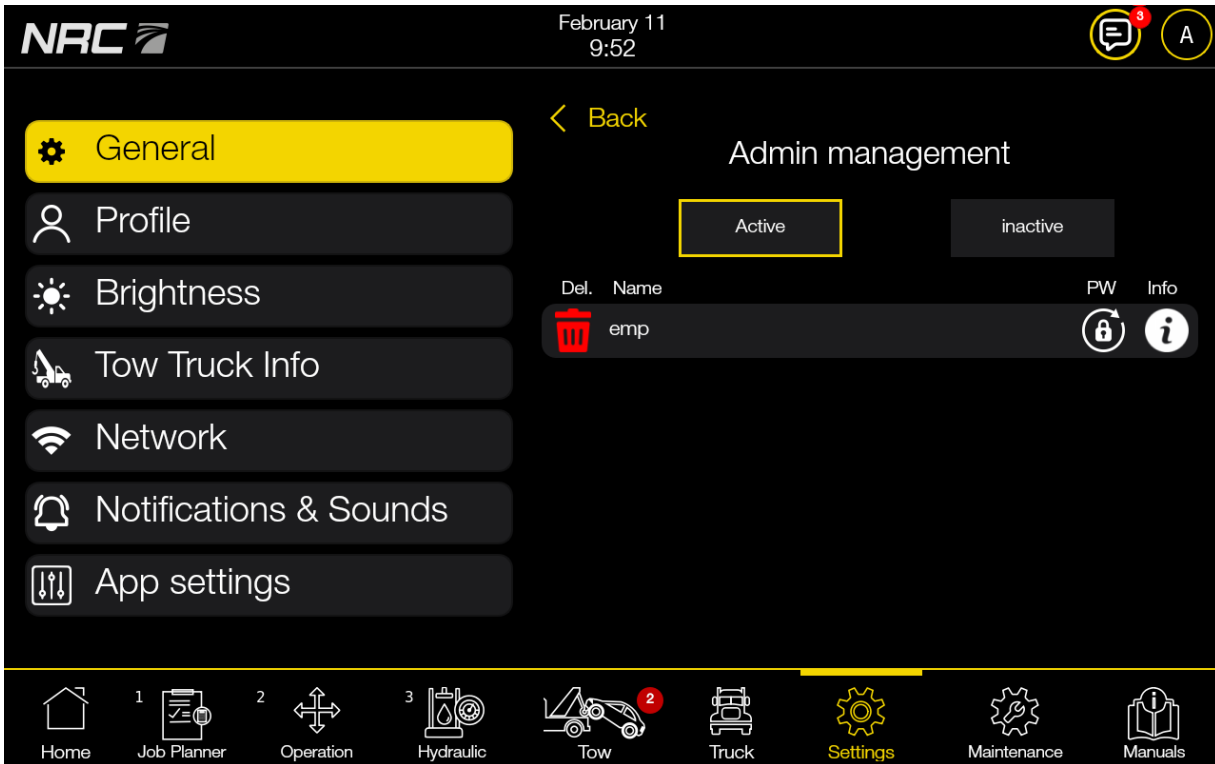 NRC
February 11
9:52
3
A
General
Profile
Brightness
Tow Truck Info
Network
Notifications & Sounds
App settings
Back
Admin management
Active
inactive
Del. Name PW Info
emp
Home
1
Job Planner
2
Operation
3
Hydraulic
2
Tow
Truck
Settings
Maintenance
Manuals